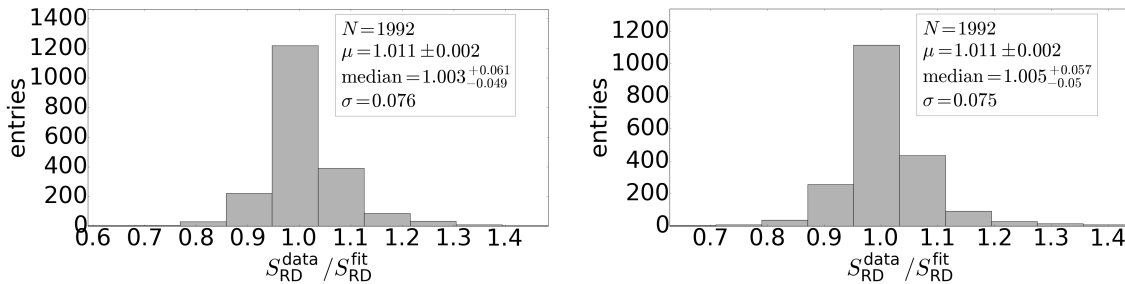 1400
1200
1000
800
600
400
200
0
entries
0.6 0.7 0.8 0.9 1.0 1.1 1.2 1.3 1.4
S_RD^data / S_RD^fit
N = 1992
μ = 1.011 ± 0.002
median = 1.003 +0.061 −0.049
σ = 0.076
1200
1000
800
600
400
200
0
entries
0.7 0.8 0.9 1.0 1.1 1.2 1.3 1.4
S_RD^data / S_RD^fit
N = 1992
μ = 1.011 ± 0.002
median = 1.005 +0.057 −0.05
σ = 0.075